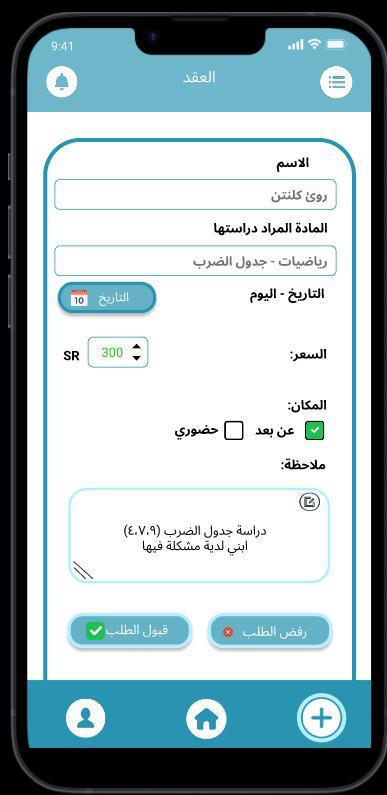 9:41
العقد
الاسم
روئ كلنتن
المادة المراد دراستها
رياضيات - جدول الضرب
التاريخ - اليوم
التاريخ
10
السعر:
300
SR
المكان:
عن بعد
حضوري
ملاحظة:
دراسة جدول الضرب (٤،٧،٩)
ابني لدية مشكلة فيها
رفض الطلب
قبول الطلب